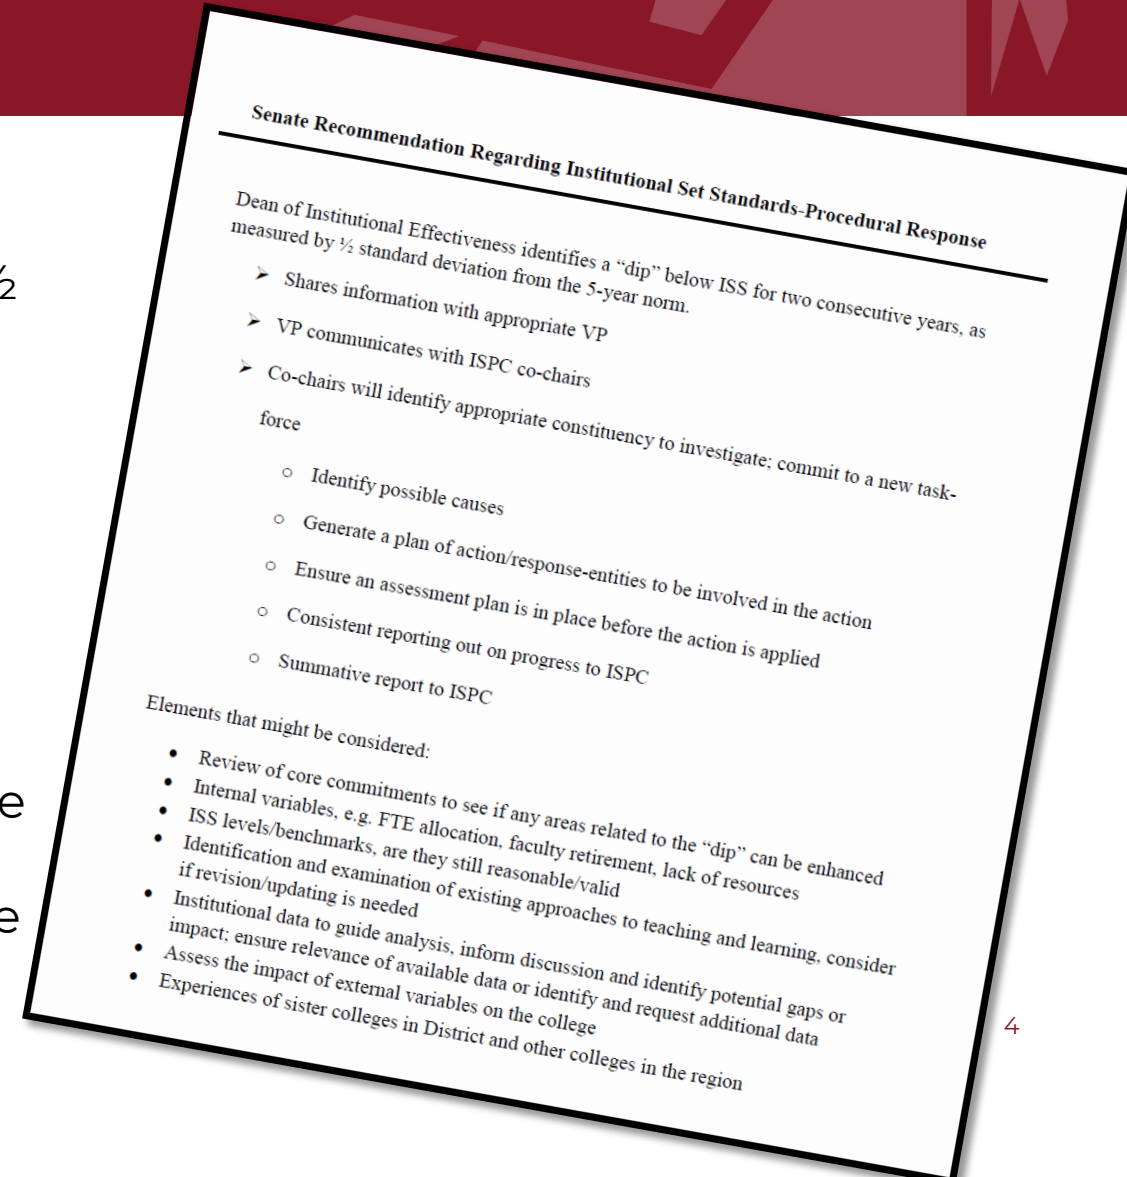 ½
e
e
Senate Recommendation Regarding Institutional Set Standards-Procedural Response
Dean of Institutional Effectiveness identifies a “dip” below ISS for two consecutive years, as
measured by ½ standard deviation from the 5-year norm.
➢ Shares information with appropriate VP
➢ VP communicates with ISPC co-chairs
➢ Co-chairs will identify appropriate constituency to investigate; commit to a new task-
force
o Identify possible causes
o Generate a plan of action/response-entities to be involved in the action
o Ensure an assessment plan is in place before the action is applied
o Consistent reporting out on progress to ISPC
o Summative report to ISPC
Elements that might be considered:
• Review of core commitments to see if any areas related to the “dip” can be enhanced
• Internal variables, e.g. FTE allocation, faculty retirement, lack of resources
• ISS levels/benchmarks, are they still reasonable/valid
• Identification and examination of existing approaches to teaching and learning, consider
if revision/updating is needed
• Institutional data to guide analysis, inform discussion and identify potential gaps or
impact; ensure relevance of available data or identify and request additional data
• Assess the impact of external variables on the college
• Experiences of sister colleges in District and other colleges in the region
4